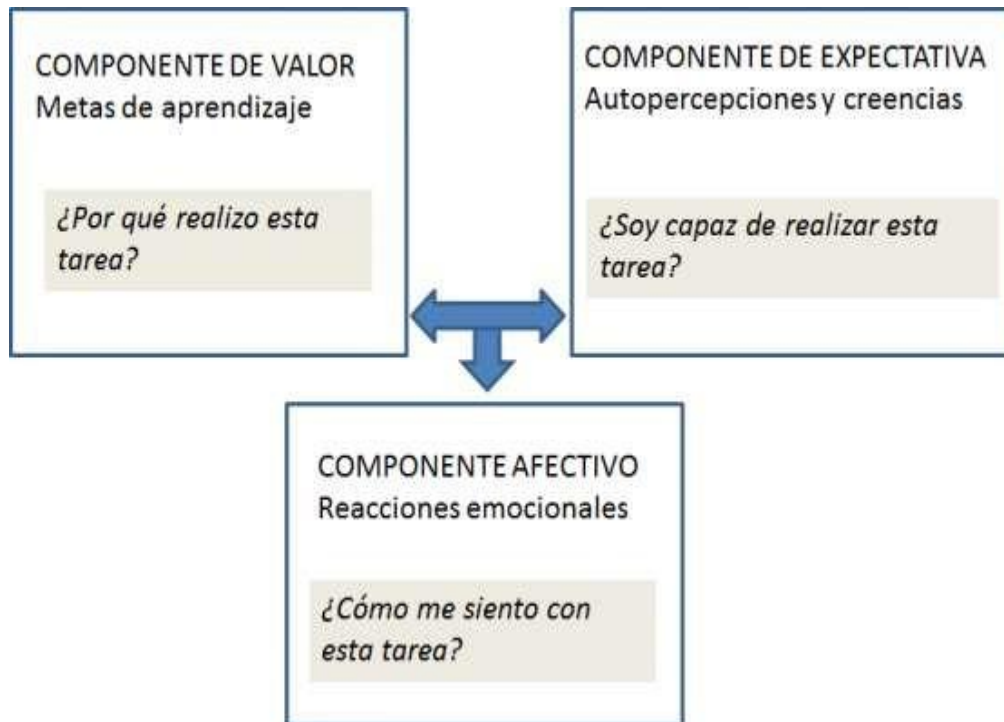 COMPONENTE DE VALOR
Metas de aprendizaje
¿Por qué realizo esta
tarea?
COMPONENTE DE EXPECTATIVA
Autopercepciones y creencias
¿Soy capaz de realizar esta
tarea?
COMPONENTE AFECTIVO
Reacciones emocionales
¿Cómo me siento con
esta tarea?